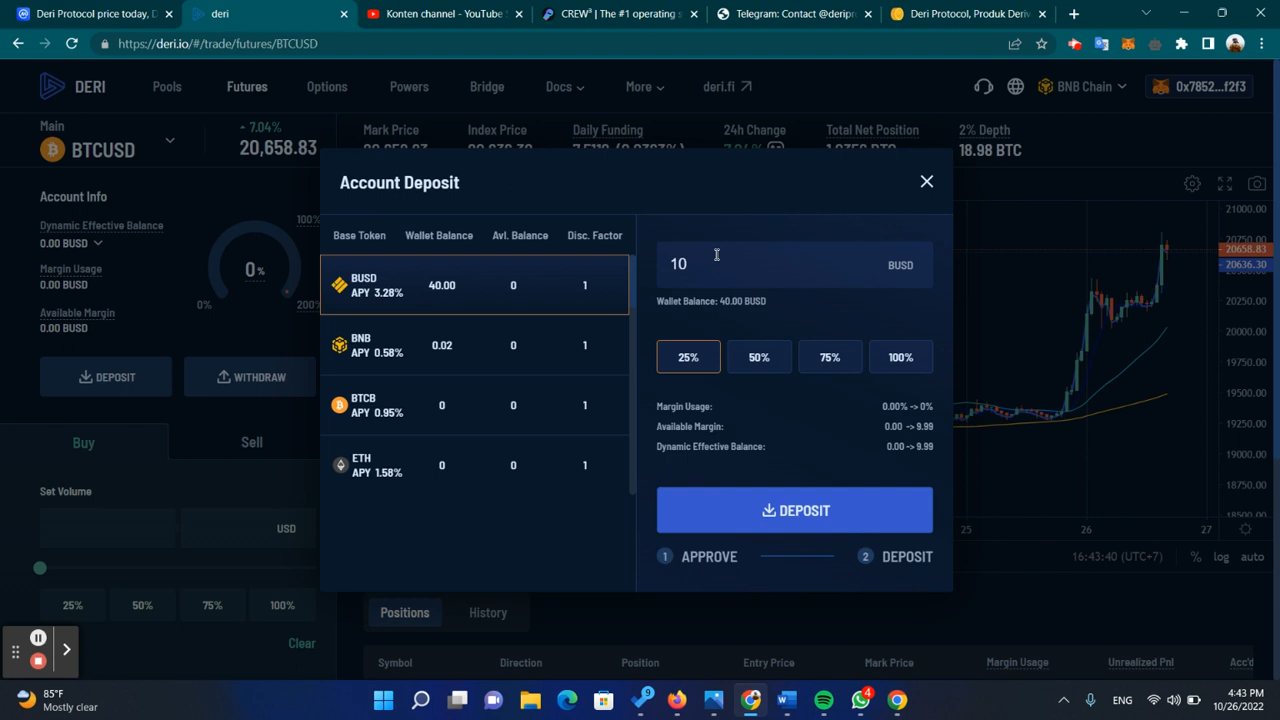 Deri Protocol price today, D
deri
Konten channel - YouTube S
CREW³ | The #1 operating s
Telegram: Contact @deripr
Deri Protocol, Produk Deriv
https://deri.io/#/trade/futures/BTCUSD
DERI
Pools
Futures
Options
Powers
Bridge
Docs
More
deri.fi
BNB Chain
0x7852...f2f3
Main
BTCUSD
7.04%
20,658.83
Mark Price
Index Price
Daily Funding
24h Change
Total Net Position
2% Depth
18.98 BTC
Account Info
Dynamic Effective Balance
0.00 BUSD
Margin Usage
0.00 BUSD
Available Margin
0.00 BUSD
100%
0%
0%
200%
DEPOSIT
WITHDRAW
Buy
Sell
Set Volume
USD
25%
50%
75%
100%
Clear
Account Deposit
Base Token Wallet Balance Avl. Balance Disc. Factor
BUSD
APY 3.28%
40.00
0
1
BNB
APY 0.58%
0.02
0
1
BTCB
APY 0.95%
0
0
1
ETH
APY 1.58%
0
0
1
10
BUSD
Wallet Balance: 40.00 BUSD
25%
50%
75%
100%
Margin Usage: 0.00% -> 0%
Available Margin: 0.00 -> 9.99
Dynamic Effective Balance: 0.00 -> 9.99
DEPOSIT
1 APPROVE
2 DEPOSIT
21000.00
20658.83
20636.30
20000.00
19750.00
19500.00
19250.00
19000.00
18750.00
25
26
27
16:43:40 (UTC+7)
%
log
auto
Positions
History
Symbol
Direction
Position
Entry Price
Mark Price
Margin Usage
Unrealized Pnl
85°F
Mostly clear
9
4
ENG
4:43 PM
10/26/2022